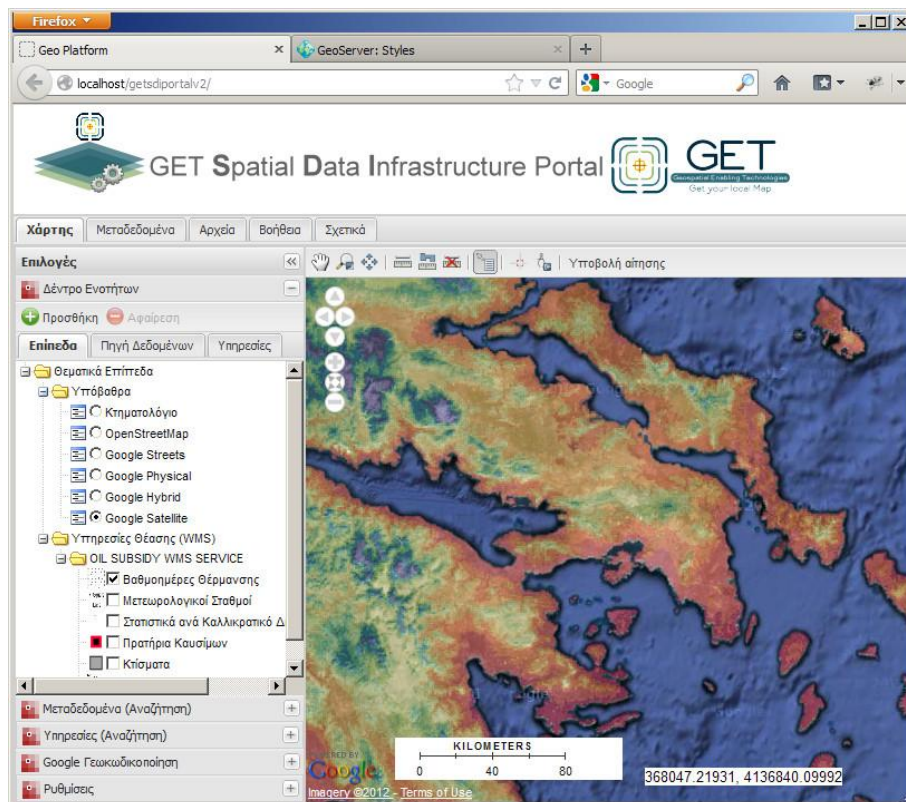 Firefox
Geo Platform
GeoServer: Styles
localhost/getsdiportalv2/
Google
GET Spatial Data Infrastructure Portal
GET
Geospatial Enabling Technologies
Get your local Map
Χάρτης
Μεταδεδομένα
Αρχεία
Βοήθεια
Σχετικά
Επιλογές
Υποβολή αίτησης
Δέντρο Ενοτήτων
Προσθήκη
Αφαίρεση
Επίπεδα
Πηγή Δεδομένων
Υπηρεσίες
Θεματικά Επίπεδα
Υπόβαθρα
Κτηματολόγιο
OpenStreetMap
Google Streets
Google Physical
Google Hybrid
Google Satellite
Υπηρεσίες Θέασης (WMS)
OIL SUBSIDY WMS SERVICE
Βαθμοημέρες Θέρμανσης
Μετεωρολογικοί Σταθμοί
Στατιστικά ανά Καλλικρατικό Δι
Πρατήρια Καυσίμων
Κτίσματα
Μεταδεδομένα (Αναζήτηση)
Υπηρεσίες (Αναζήτηση)
Google Γεωκωδικοποίηση
Ρυθμίσεις
KILOMETERS
0 40 80
POWERED BY
Google
Imagery ©2012 - Terms of Use
368047.21931, 4136840.09992